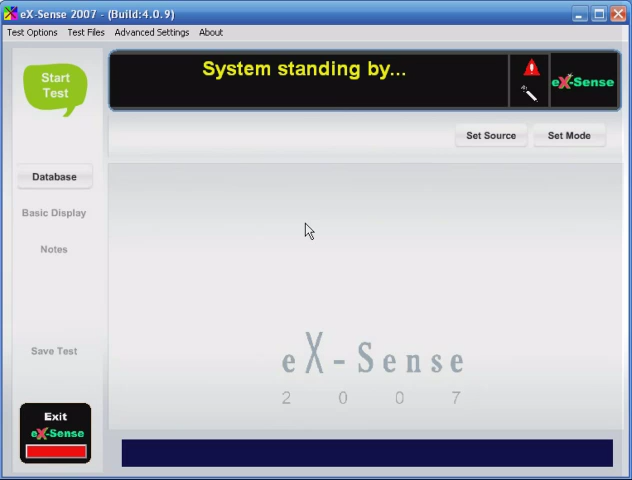 eX-Sense 2007 - (Build:4.0.9)
Test Options Test Files Advanced Settings About
Start
Test
System standing by...
eX-Sense
Set Source Set Mode
Database
Basic Display
Notes
Save Test
eX-Sense
2007
Exit
eX-Sense